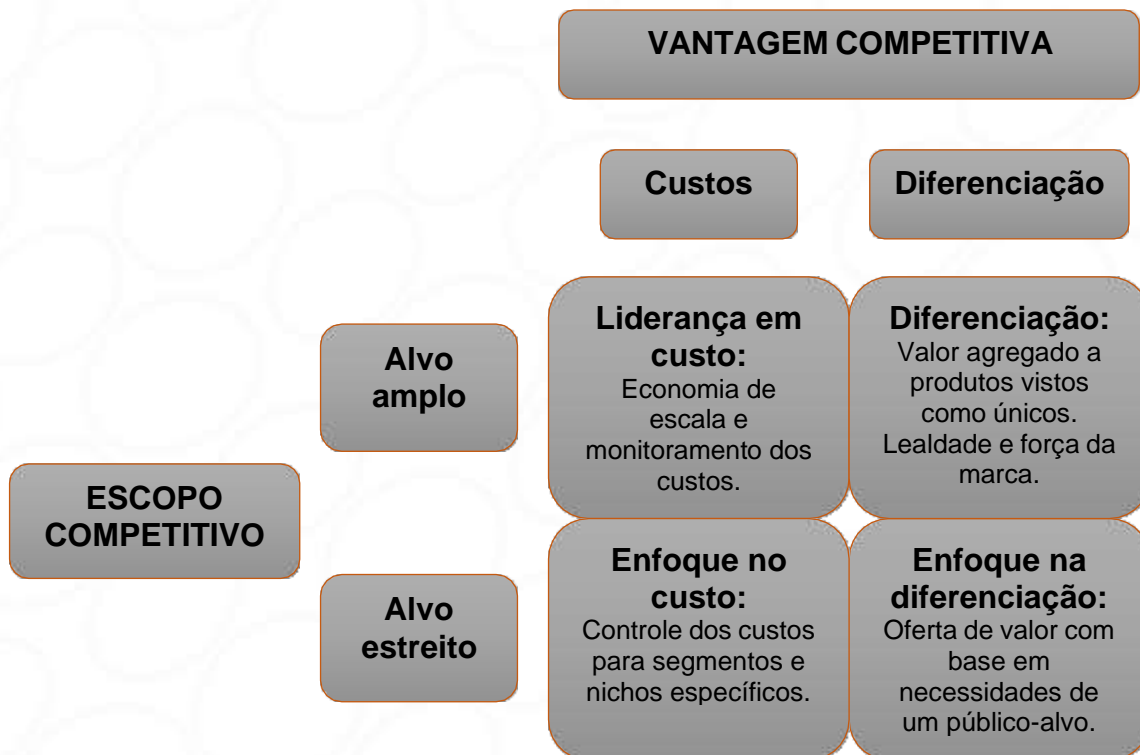 VANTAGEM COMPETITIVA
Custos
Diferenciação
Alvo
amplo
Liderança em
custo:
Economia de
escala e
monitoramento dos
custos.
Diferenciação:
Valor agregado a
produtos vistos
como únicos.
Lealdade e força da
marca.
ESCOPO
COMPETITIVO
Alvo
estreito
Enfoque no
custo:
Controle dos custos
para segmentos e
nichos específicos.
Enfoque na
diferenciação:
Oferta de valor com
base em
necessidades de
um público-alvo.